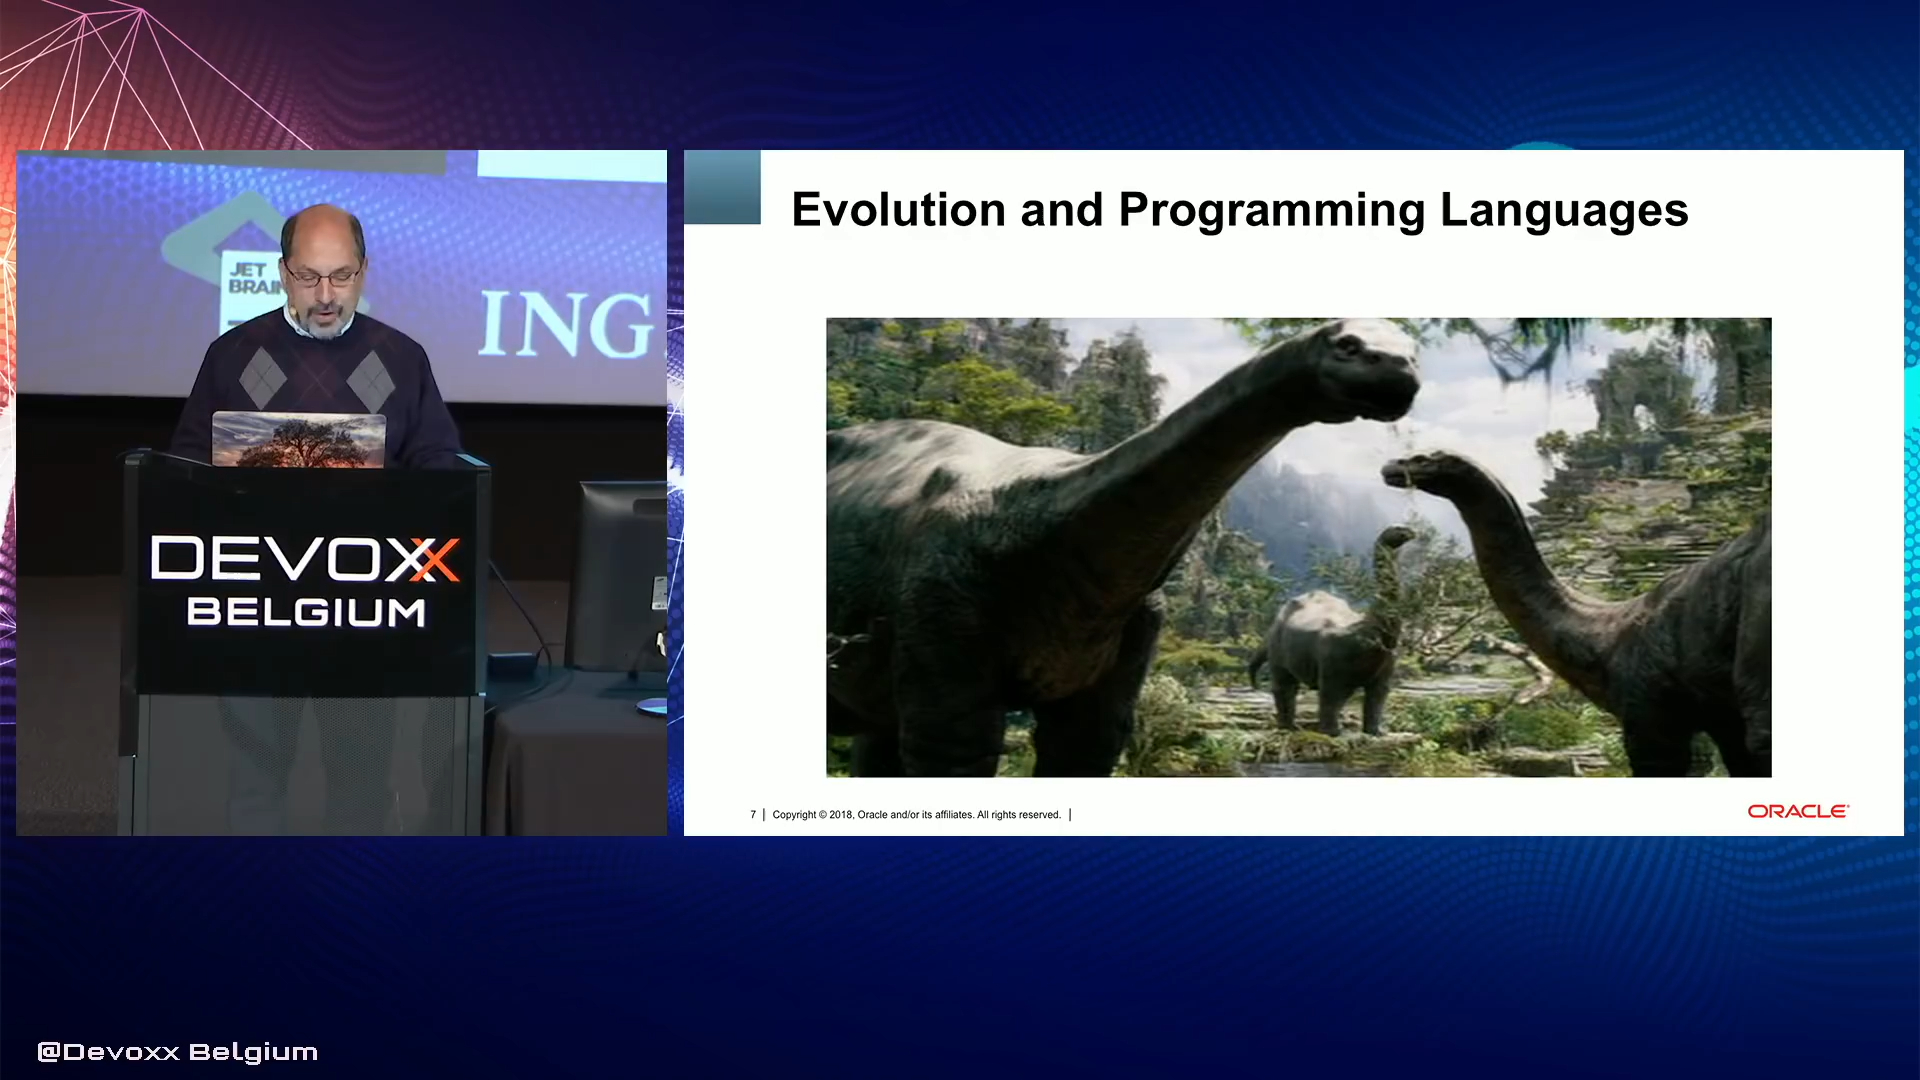 JET
BRAIN
ING
DEVOXX
BELGIUM
Evolution and Programming Languages
7 | Copyright © 2018, Oracle and/or its affiliates. All rights reserved. |
ORACLE®
@Devoxx Belgium